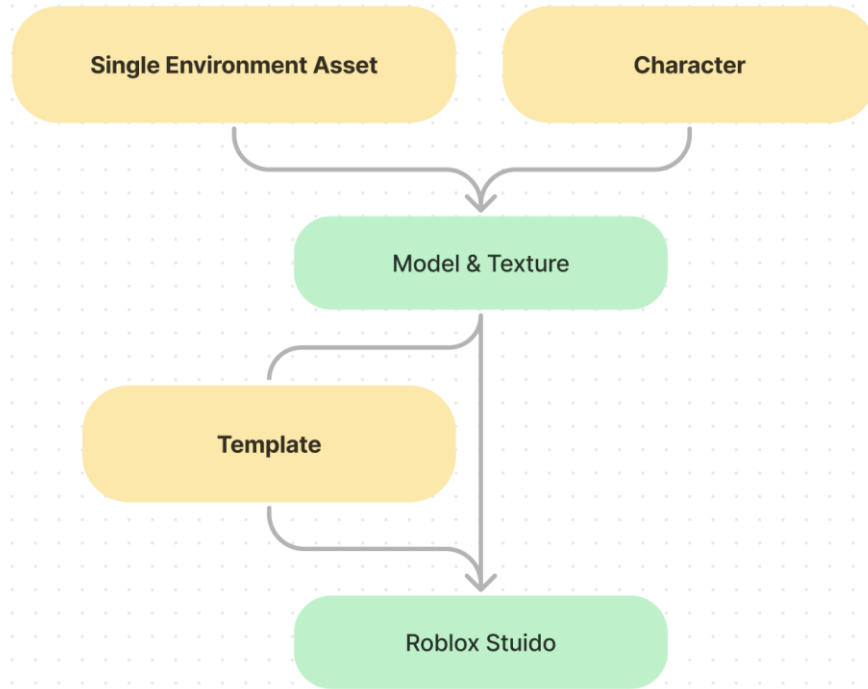 Single Environment Asset
Character
Model & Texture
Template
Roblox Stuido